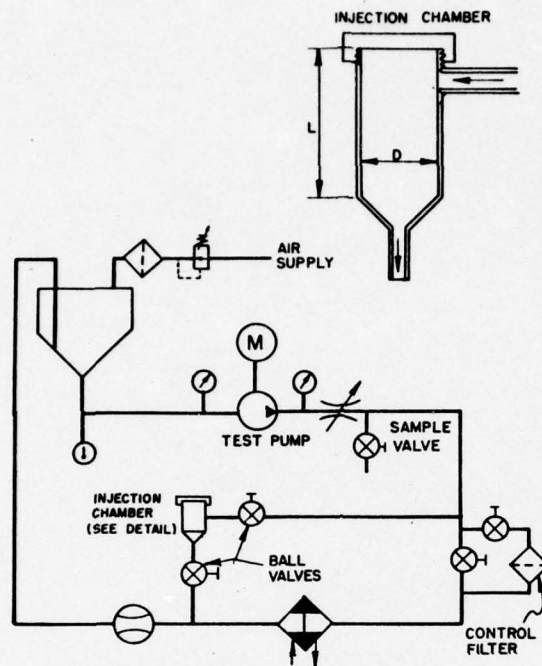 INJECTION CHAMBER
L
D
AIR
SUPPLY
M
TEST PUMP
SAMPLE
VALVE
INJECTION
CHAMBER
(SEE DETAIL)
BALL
VALVES
CONTROL
FILTER